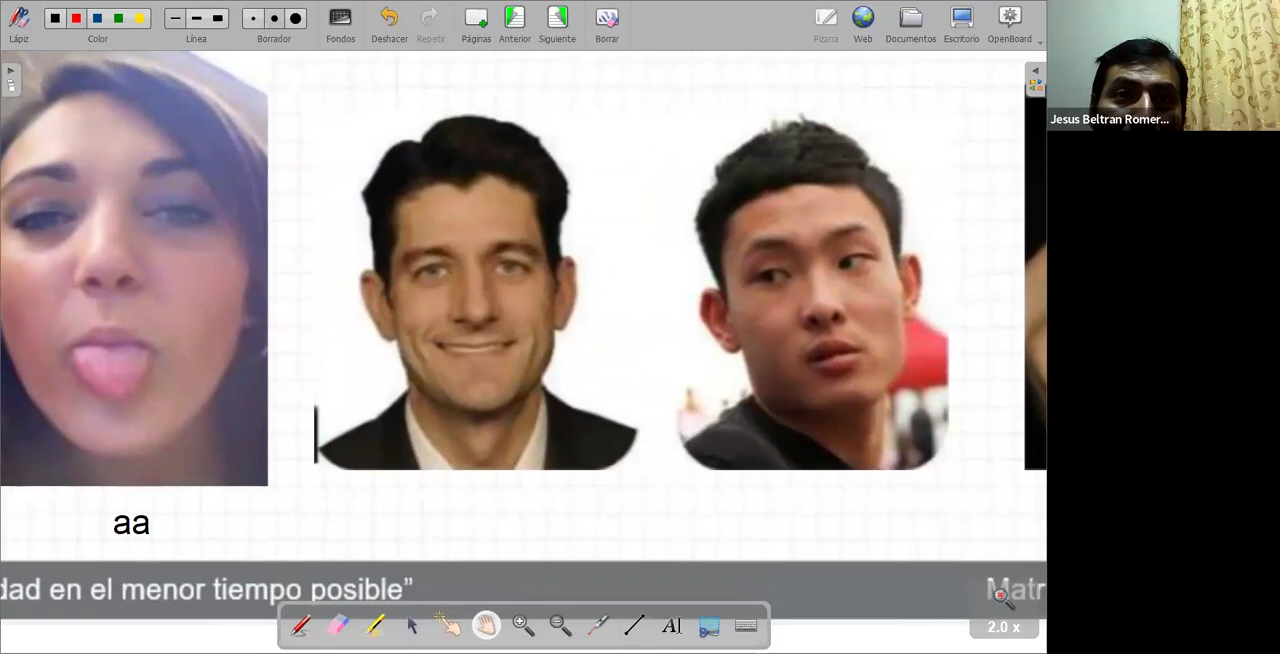 Lápiz Color Línea Borrador Fondos Deshacer Repetir Páginas Anterior Siguiente Borrar Pizarra Web Documentos Escritorio OpenBoard
Jesus Beltran Romer...
aa
dad en el menor tiempo posible” Matr
AI
2.0 x